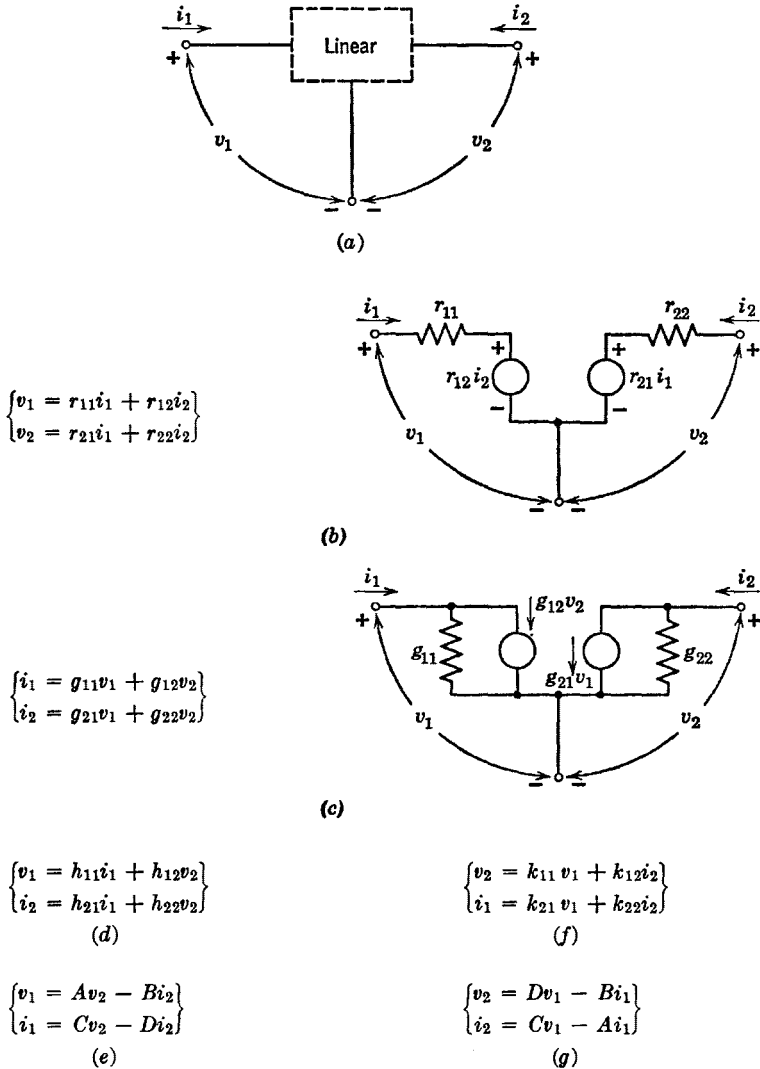 i₁ i₂
Linear
+ +
v₁ v₂
− −
(a)
i₁ r₁₁ r₂₂ i₂
+ + + +
r₁₂i₂ r₂₁i₁
− −
{v₁ = r₁₁i₁ + r₁₂i₂}
{v₂ = r₂₁i₁ + r₂₂i₂}
v₁ v₂
− −
(b)
i₁ i₂
g₁₂v₂
+ +
g₁₁ g₂₂
g₂₁v₁
{i₁ = g₁₁v₁ + g₁₂v₂}
{i₂ = g₂₁v₁ + g₂₂v₂}
v₁ v₂
− −
(c)
{v₁ = h₁₁i₁ + h₁₂v₂}
{i₂ = h₂₁i₁ + h₂₂v₂}
(d)
{v₂ = k₁₁v₁ + k₁₂i₂}
{i₁ = k₂₁v₁ + k₂₂i₂}
(f)
{v₁ = Av₂ − Bi₂}
{i₁ = Cv₂ − Di₂}
(e)
{v₂ = Dv₁ − Bi₁}
{i₂ = Cv₁ − Ai₁}
(g)